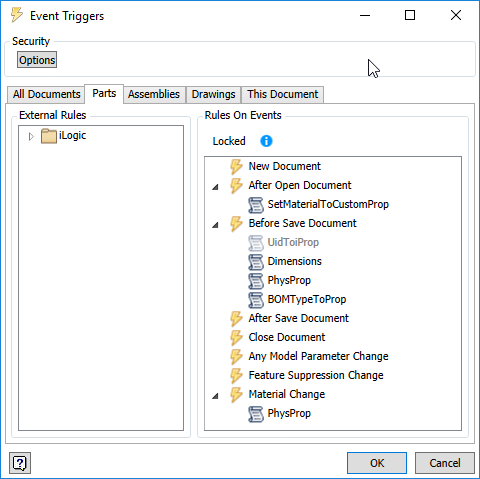 Event Triggers
Security
Options
All Documents Parts Assemblies Drawings This Document
External Rules
iLogic
Rules On Events
Locked
New Document
After Open Document
SetMaterialToCustomProp
Before Save Document
UidToiProp
Dimensions
PhysProp
BOMTypeToProp
After Save Document
Close Document
Any Model Parameter Change
Feature Suppression Change
Material Change
PhysProp
OK Cancel